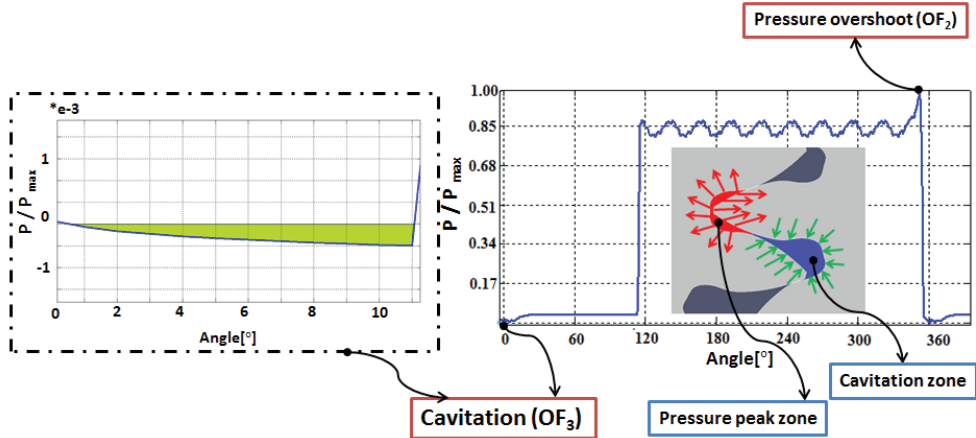 Pressure overshoot (OF2)
*e-3
1
0
-1
P / P max
0
2
4
6
8
10
Angle[°]
1.00
0.85
0.68
0.51
0.34
0.17
P / P max
0
60
120
180
240
300
360
Angle[°]
Cavitation (OF3)
Pressure peak zone
Cavitation zone